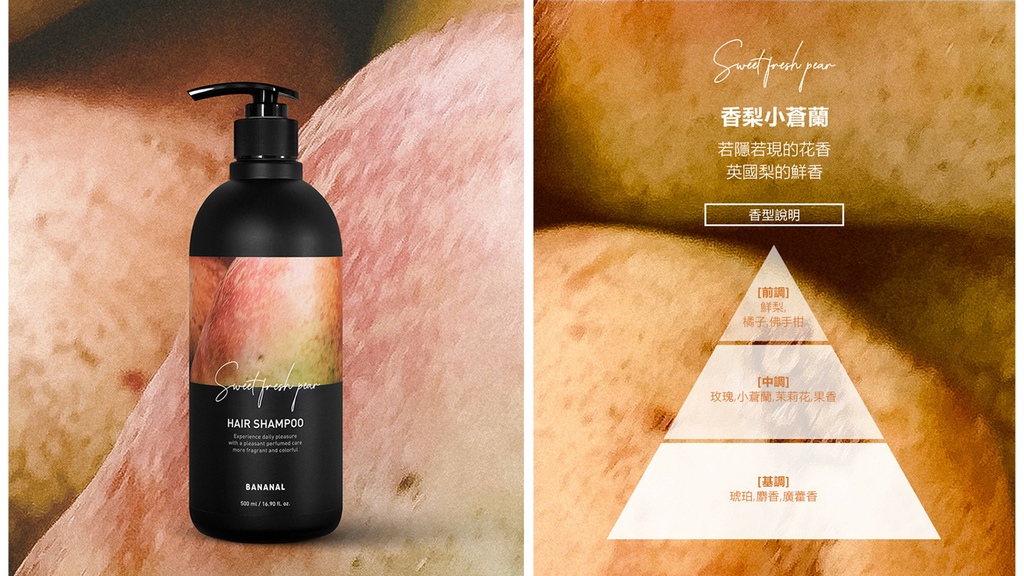 Sweet fresh pear
HAIR SHAMPOO
Experience daily pleasure
with a pleasant perfumed care
more fragrant and colorful
BANANAL
500 ml / 16.90 fl. oz.
Sweet fresh pear
香梨小蒼蘭
若隱若現的花香
英國梨的鮮香
香型說明
[前調]
鮮梨,
橘子,佛手柑
[中調]
玫瑰,小蒼蘭,茉莉花,果香
[基調]
琥珀,麝香,廣藿香